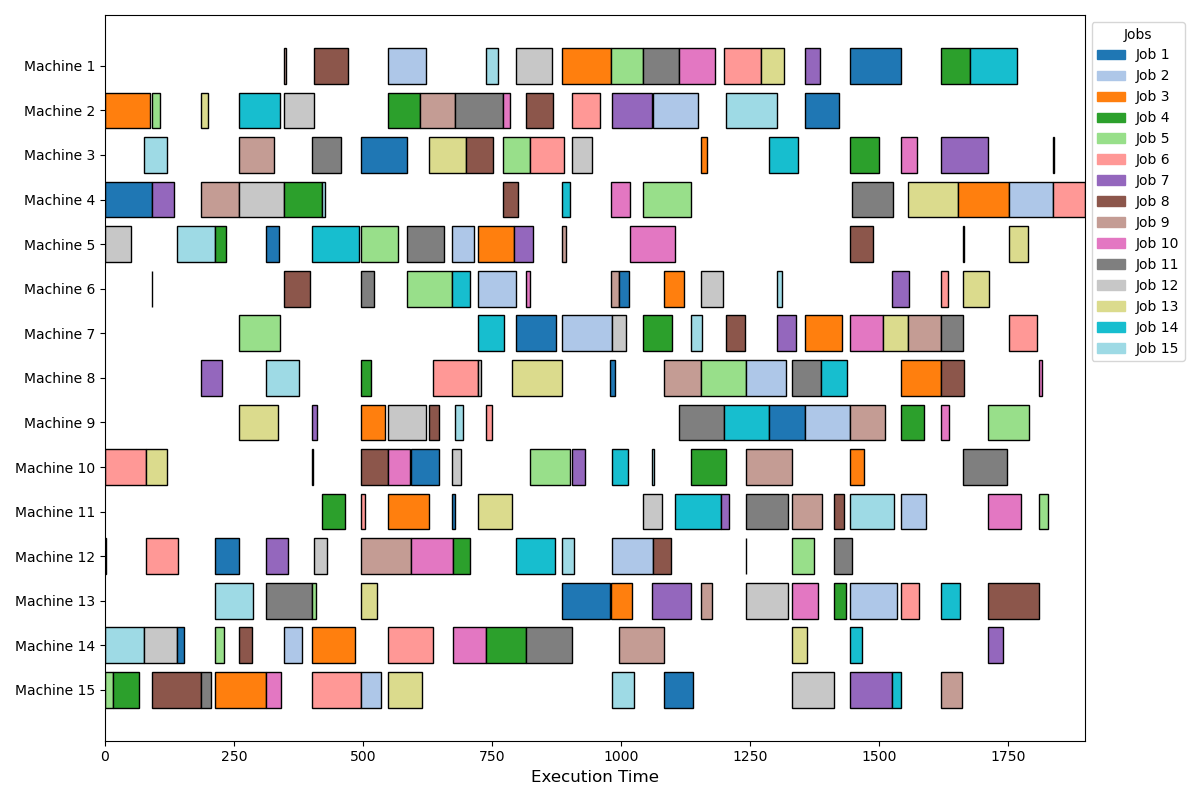 Machine 1
Machine 2
Machine 3
Machine 4
Machine 5
Machine 6
Machine 7
Machine 8
Machine 9
Machine 10
Machine 11
Machine 12
Machine 13
Machine 14
Machine 15
0 250 500 750 1000 1250 1500 1750
Execution Time
Jobs
Job 1
Job 2
Job 3
Job 4
Job 5
Job 6
Job 7
Job 8
Job 9
Job 10
Job 11
Job 12
Job 13
Job 14
Job 15